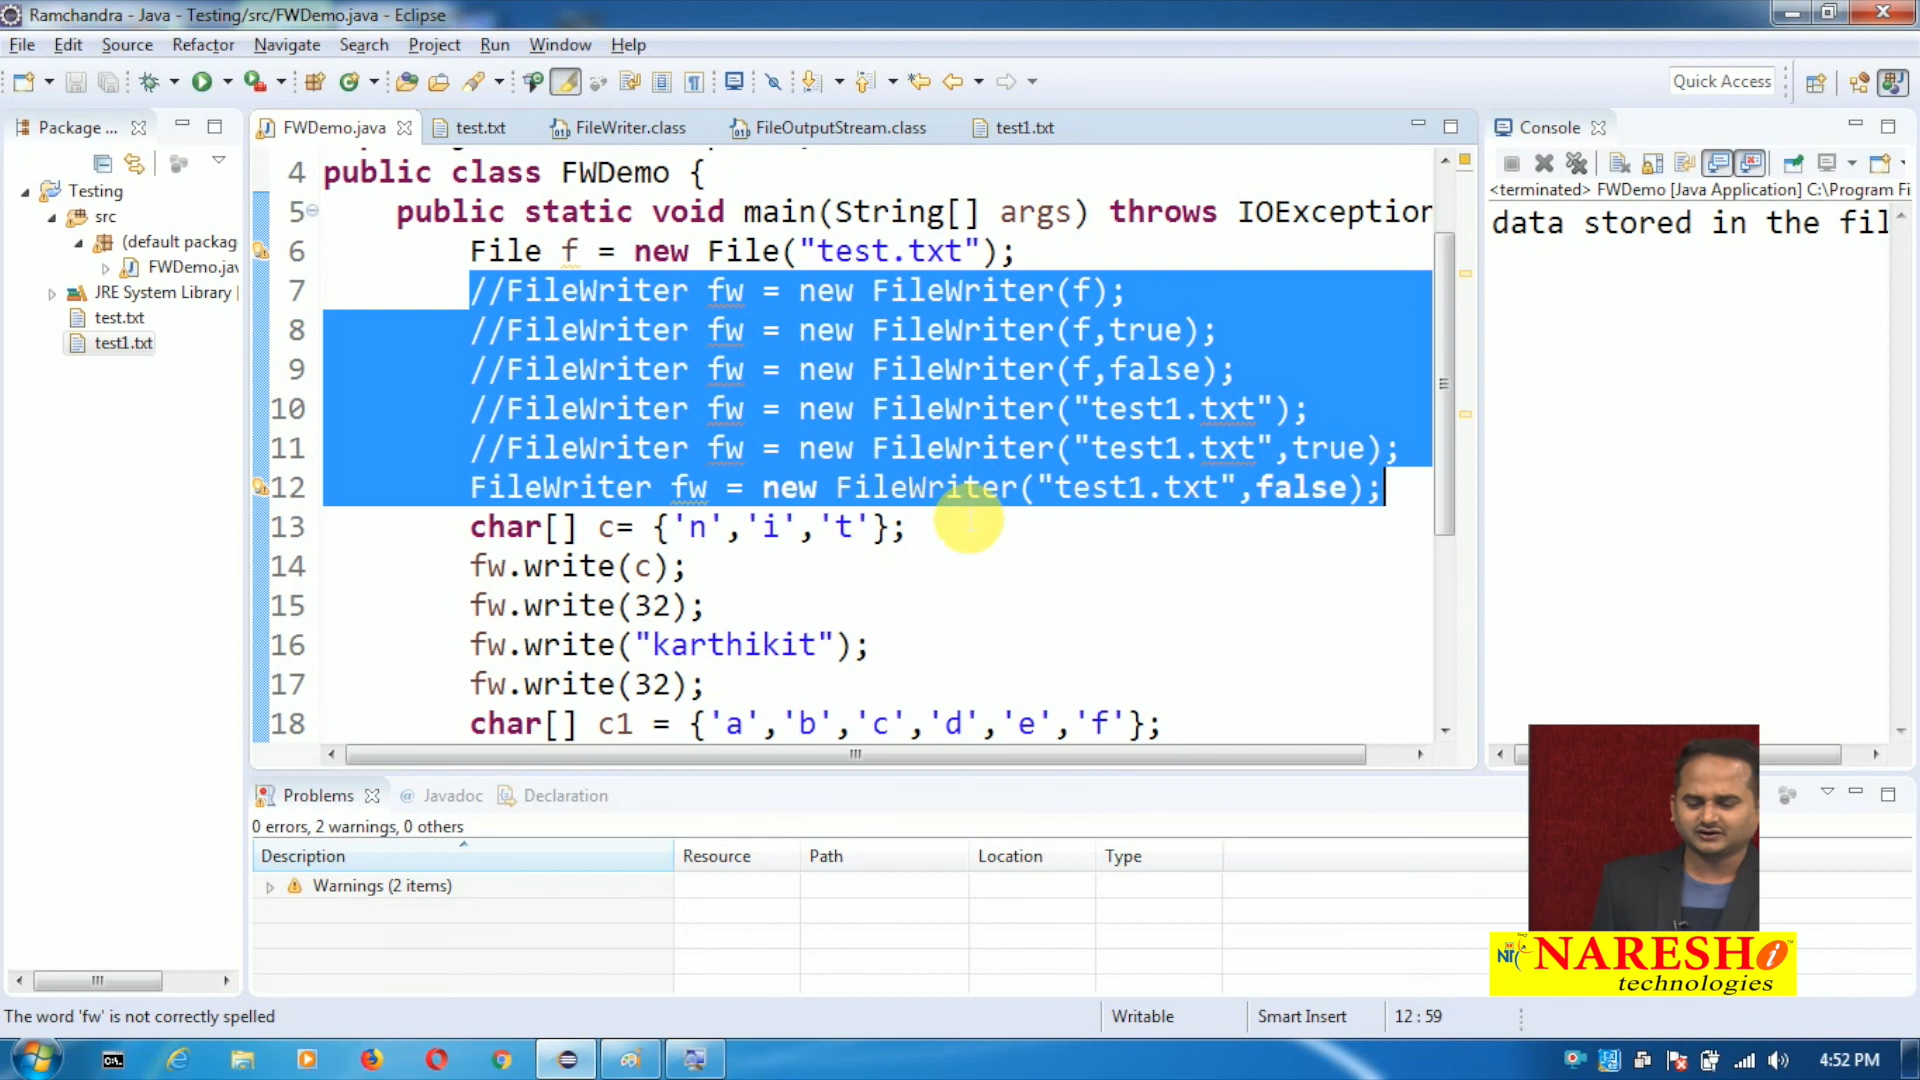 Ramchandra - Java - Testing/src/FWDemo.java - Eclipse
File Edit Source Refactor Navigate Search Project Run Window Help
Quick Access
Package ...
FWDemo.java test.txt FileWriter.class FileOutputStream.class test1.txt
Console
<terminated> FWDemo [Java Application] C:\Program Fi
data stored in the fil
Testing
src
(default packag
FWDemo.jav
JRE System Library
test.txt
test1.txt
4 public class FWDemo {
5 public static void main(String[] args) throws IOException
6 File f = new File("test.txt");
7 //FileWriter fw = new FileWriter(f);
8 //FileWriter fw = new FileWriter(f,true);
9 //FileWriter fw = new FileWriter(f,false);
10 //FileWriter fw = new FileWriter("test1.txt");
11 //FileWriter fw = new FileWriter("test1.txt",true);
12 FileWriter fw = new FileWriter("test1.txt",false);
13 char[] c= {'n','i','t'};
14 fw.write(c);
15 fw.write(32);
16 fw.write("karthikit");
17 fw.write(32);
18 char[] c1 = {'a','b','c','d','e','f'};
Problems @ Javadoc Declaration
0 errors, 2 warnings, 0 others
Description Resource Path Location Type
Warnings (2 items)
NARESH i
technologies
The word 'fw' is not correctly spelled
Writable Smart Insert 12 : 59
4:52 PM